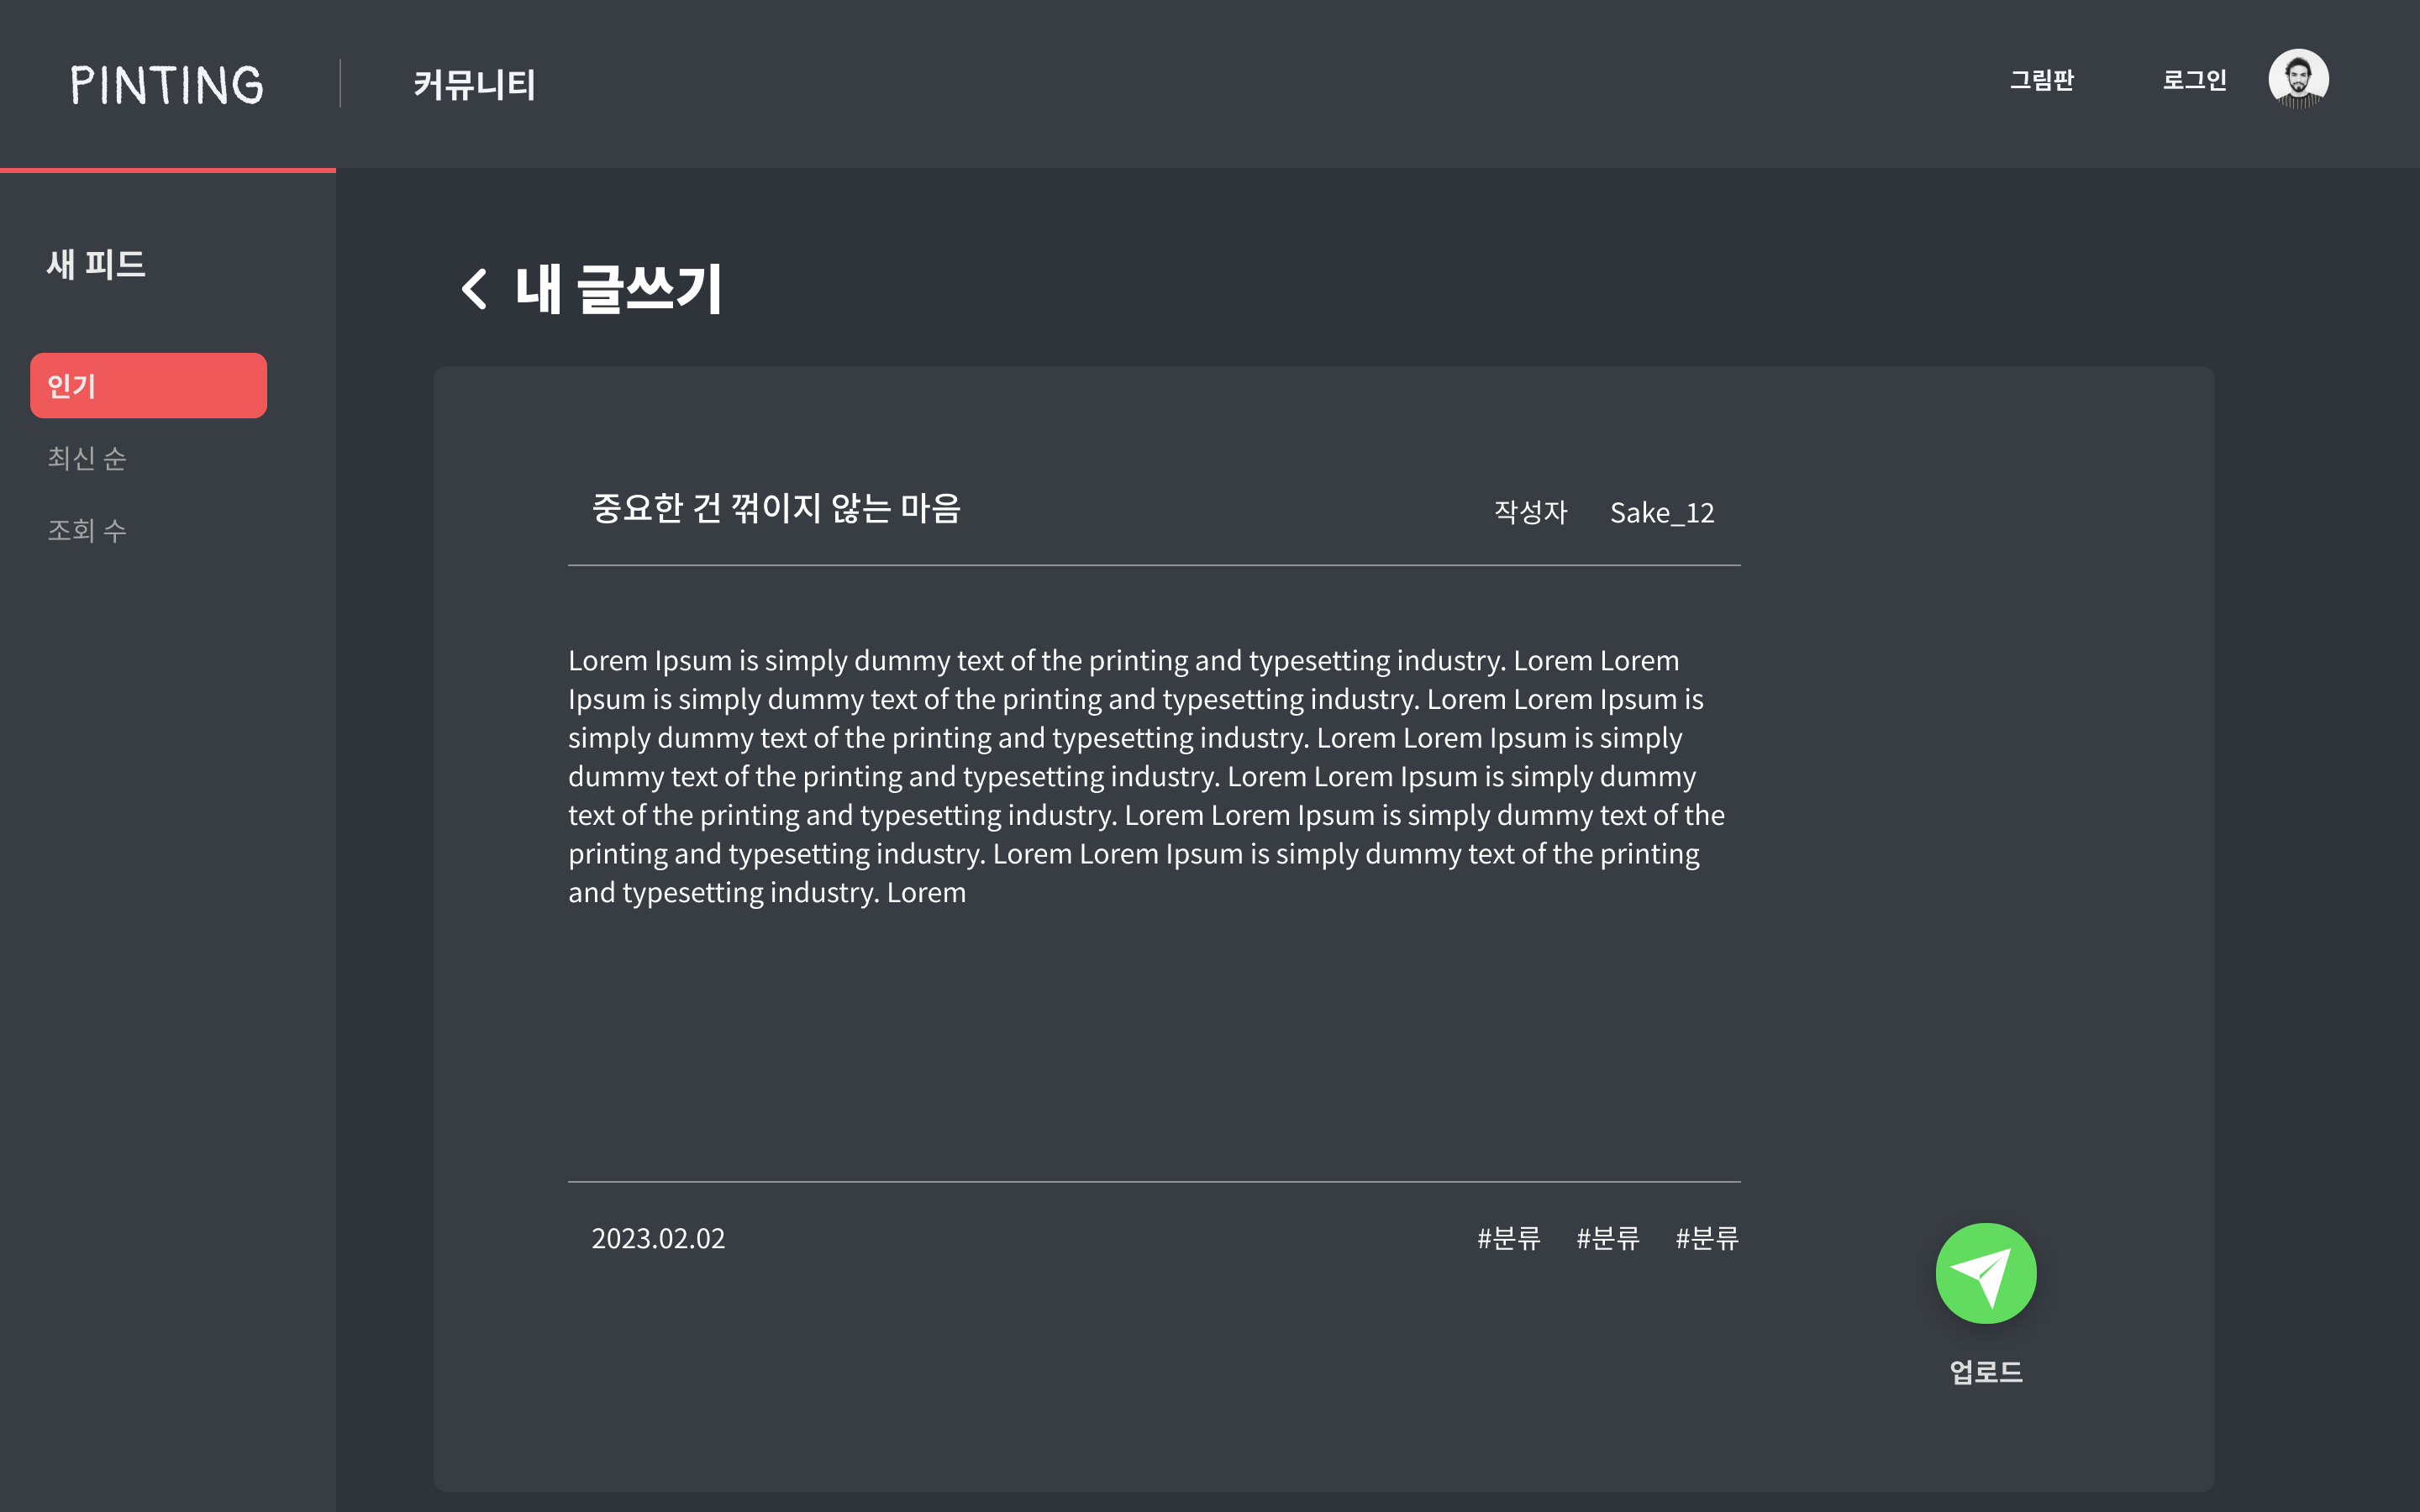 PINTING
커뮤니티
그림판
로그인
새 피드
인기
최신 순
조회 수
내 글쓰기
중요한 건 꺾이지 않는 마음
작성자 Sake_12
Lorem Ipsum is simply dummy text of the printing and typesetting industry. Lorem Lorem
Ipsum is simply dummy text of the printing and typesetting industry. Lorem Lorem Ipsum is
simply dummy text of the printing and typesetting industry. Lorem Lorem Ipsum is simply
dummy text of the printing and typesetting industry. Lorem Lorem Ipsum is simply dummy
text of the printing and typesetting industry. Lorem Lorem Ipsum is simply dummy text of the
printing and typesetting industry. Lorem Lorem Ipsum is simply dummy text of the printing
and typesetting industry. Lorem
2023.02.02
#분류 #분류 #분류
업로드